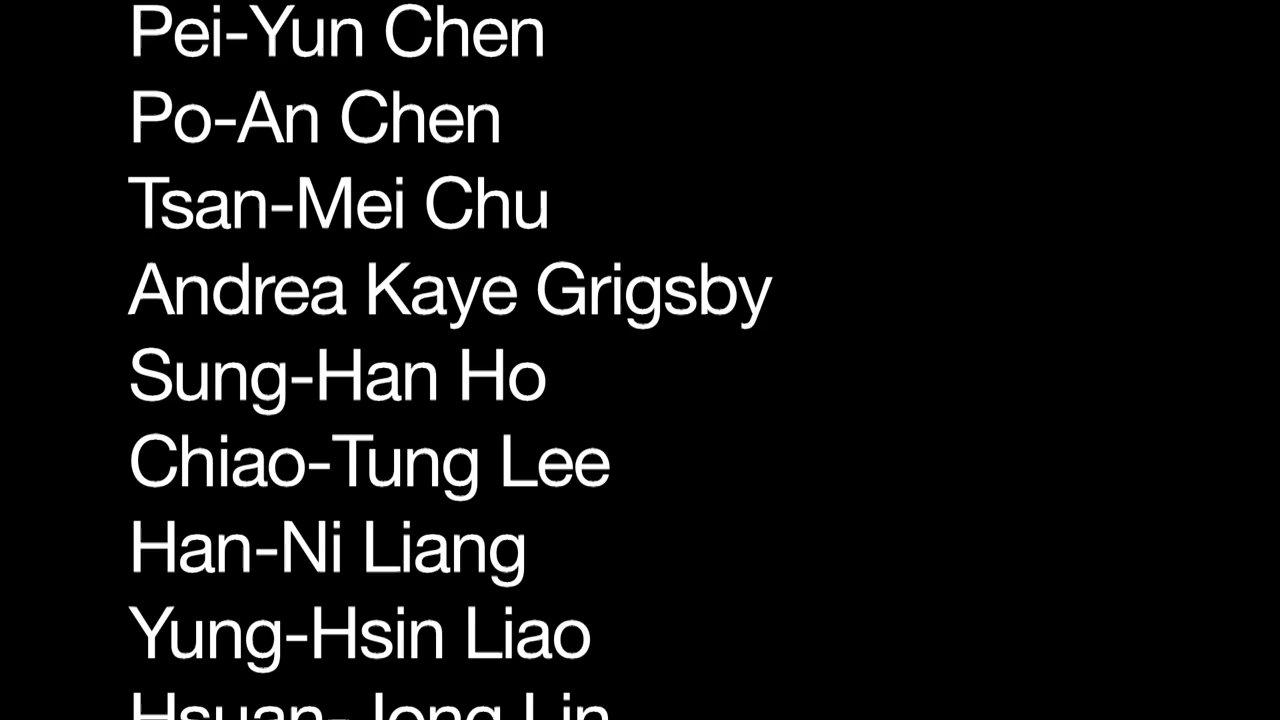 Pei-Yun Chen
Po-An Chen
Tsan-Mei Chu
Andrea Kaye Grigsby
Sung-Han Ho
Chiao-Tung Lee
Han-Ni Liang
Yung-Hsin Liao
Hsuan-Jong Lin